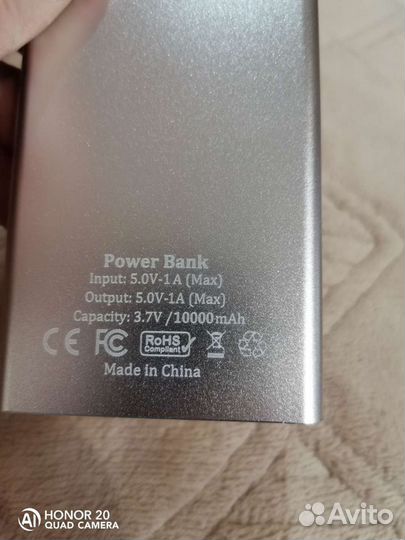 Power Bank
Input: 5.0V-1A (Max)
Output: 5.0V-1A (Max)
Capacity: 3.7V /10000mAh
CE FC RoHS Compliant
Made in China
HONOR 20
AI QUAD CAMERA
Avito